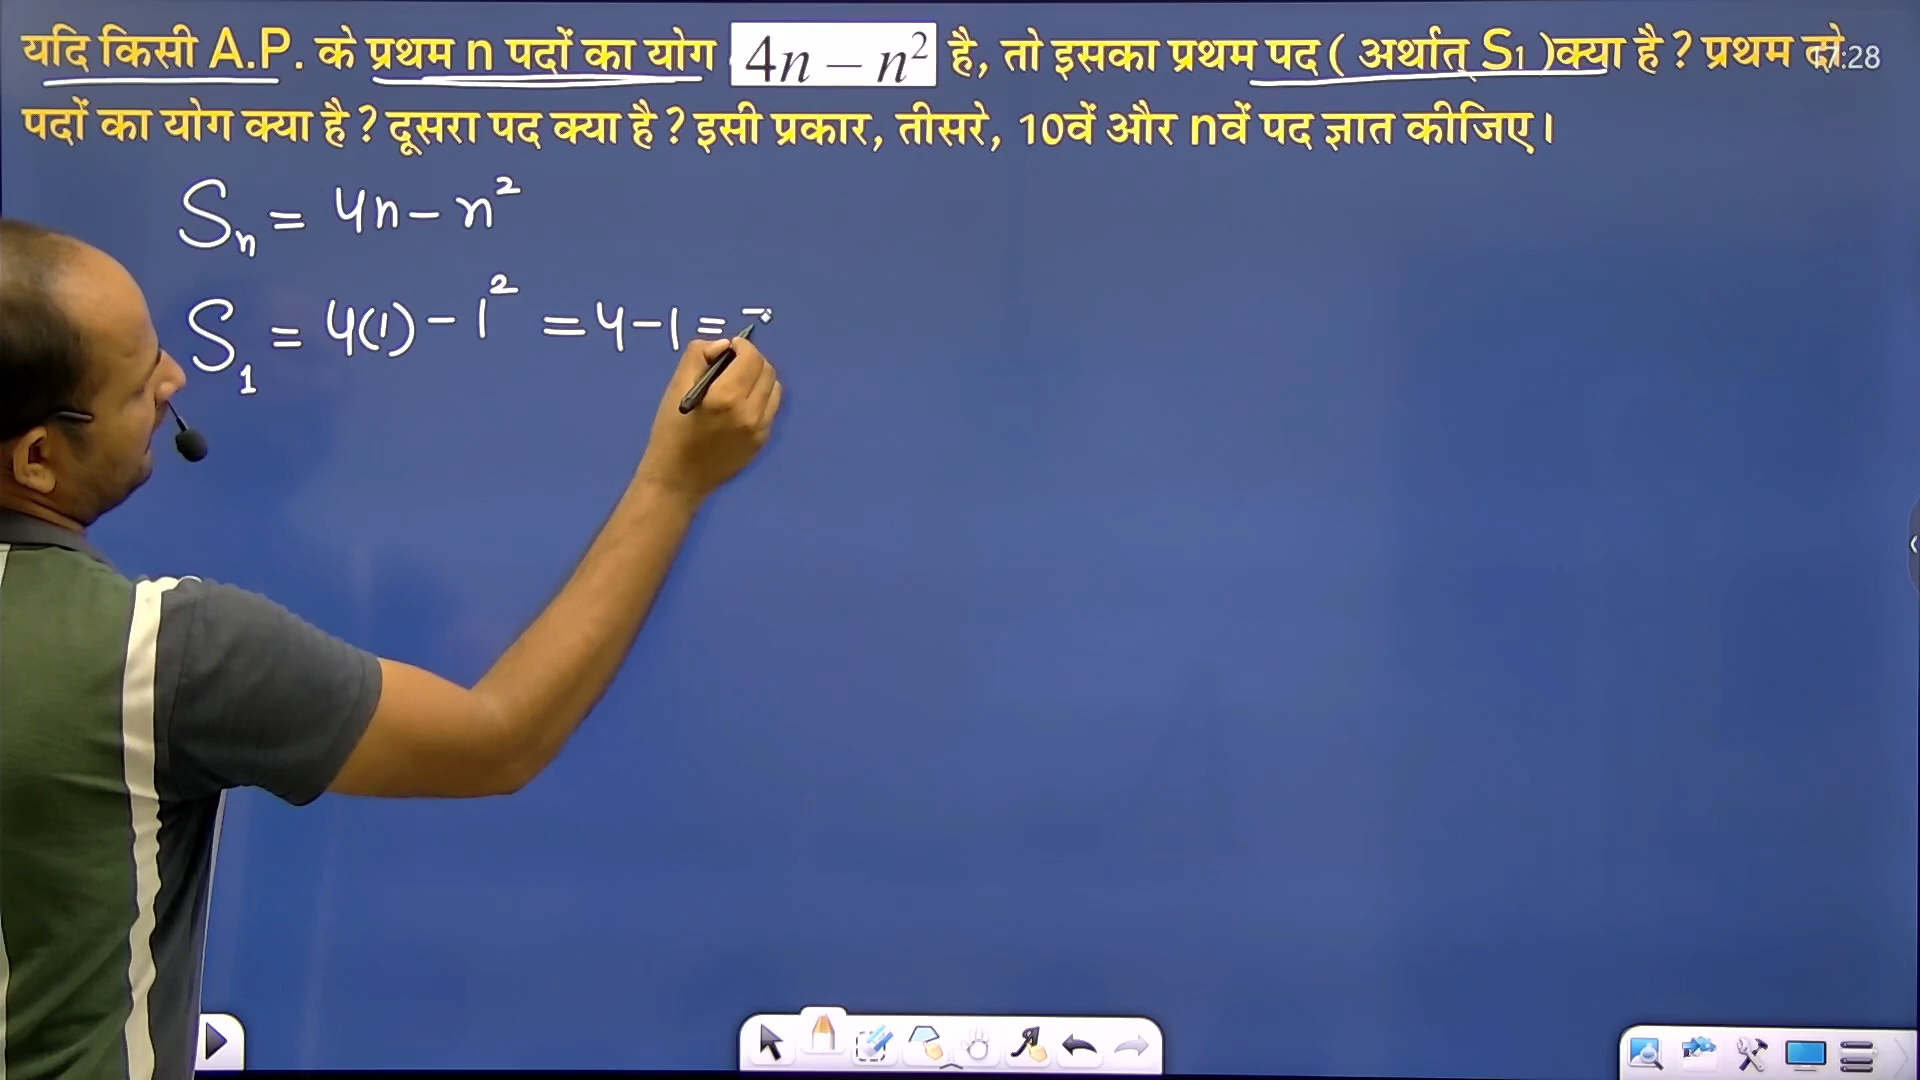 यदि किसी A.P. के प्रथम n पदों का योग 4n – n² है, तो इसका प्रथम पद ( अर्थात् S₁ )क्या है ? प्रथम दो
पदों का योग क्या है ? दूसरा पद क्या है ? इसी प्रकार, तीसरे, 10वें और nवें पद ज्ञात कीजिए।
Sₙ = 4n – n²
S₁ = 4(1) – 1² = 4 – 1 =